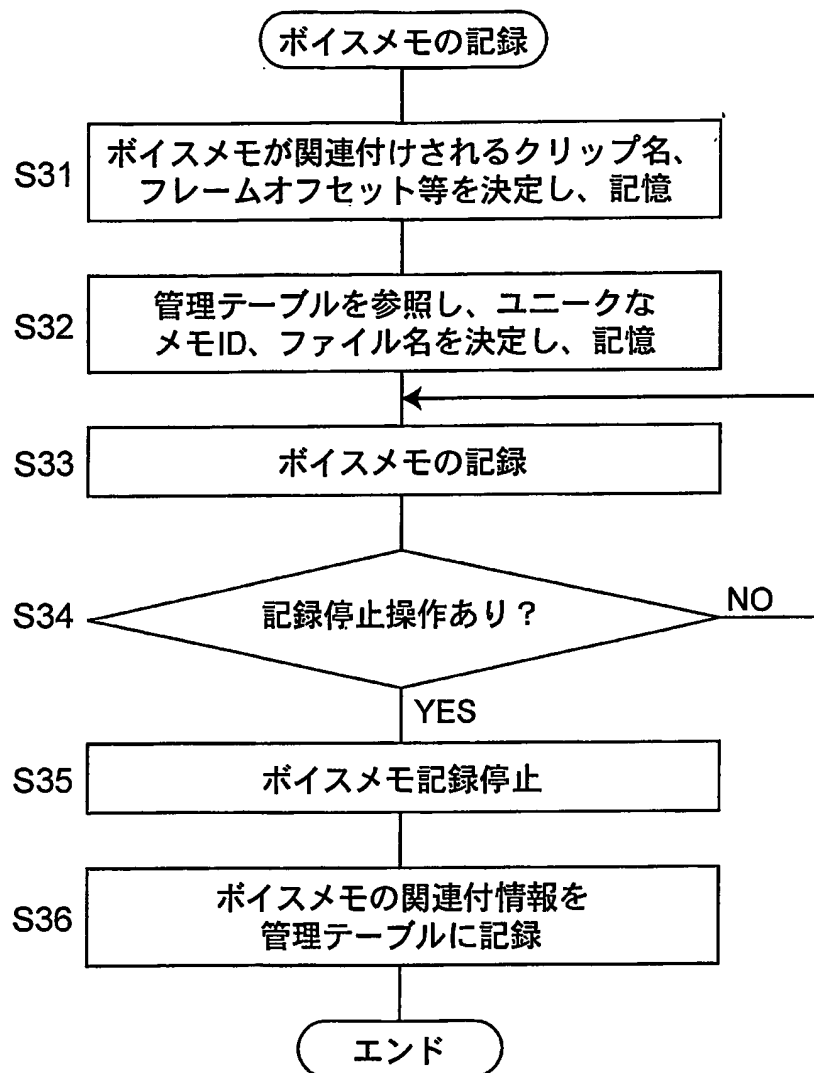 ボイスメモの記録
S31
ボイスメモが関連付けされるクリップ名、
フレームオフセット等を決定し、記憶
S32
管理テーブルを参照し、ユニークな
メモID、ファイル名を決定し、記憶
S33
ボイスメモの記録
S34
記録停止操作あり？
NO
YES
S35
ボイスメモ記録停止
S36
ボイスメモの関連付情報を
管理テーブルに記録
エンド